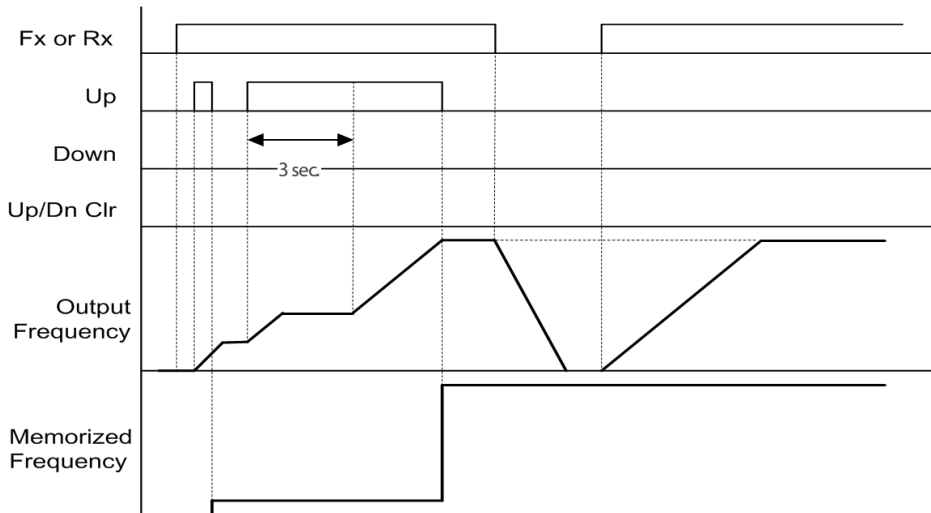 Fx or Rx
Up
Down
3 sec.
Up/Dn Clr
Output
Frequency
Memorized
Frequency